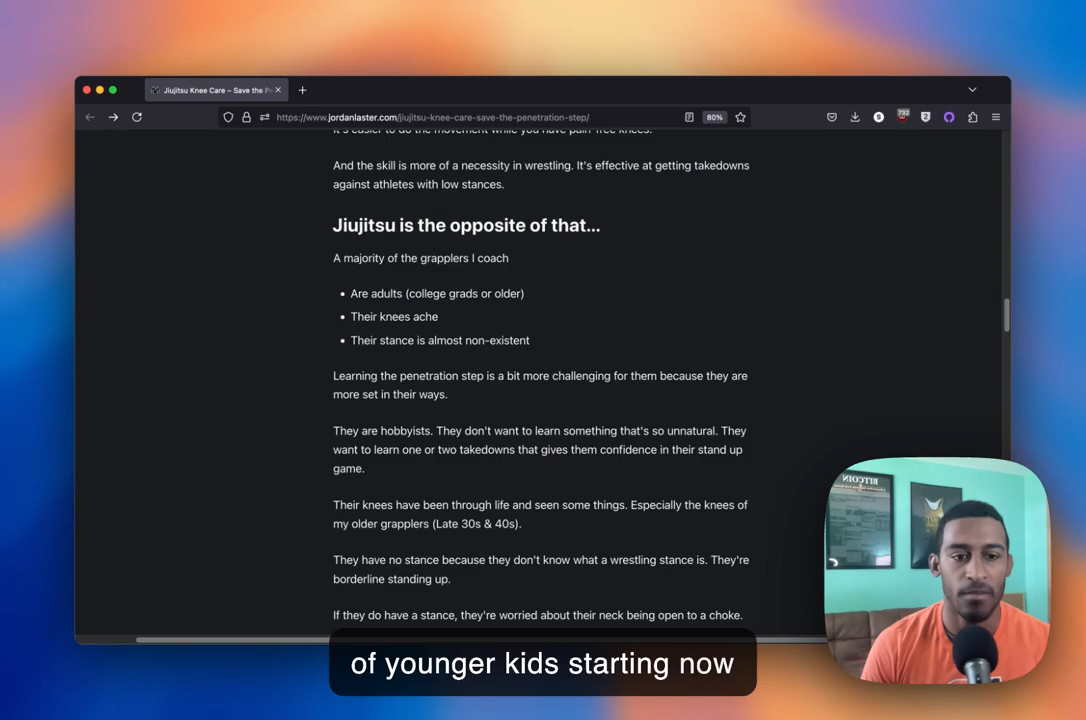 Jiujitsu Knee Care – Save the P
https://www.jordanlaster.com/jiujitsu-knee-care-save-the-penetration-step/
80%
732
S
2
It's easier to do the movement while you have pain-free knees.
And the skill is more of a necessity in wrestling. It's effective at getting takedowns
against athletes with low stances.
Jiujitsu is the opposite of that...
A majority of the grapplers I coach
• Are adults (college grads or older)
• Their knees ache
• Their stance is almost non-existent
Learning the penetration step is a bit more challenging for them because they are
more set in their ways.
They are hobbyists. They don't want to learn something that's so unnatural. They
want to learn one or two takedowns that gives them confidence in their stand up
game.
Their knees have been through life and seen some things. Especially the knees of
my older grapplers (Late 30s & 40s).
They have no stance because they don't know what a wrestling stance is. They're
borderline standing up.
If they do have a stance, they're worried about their neck being open to a choke.
BITCOIN
of younger kids starting now